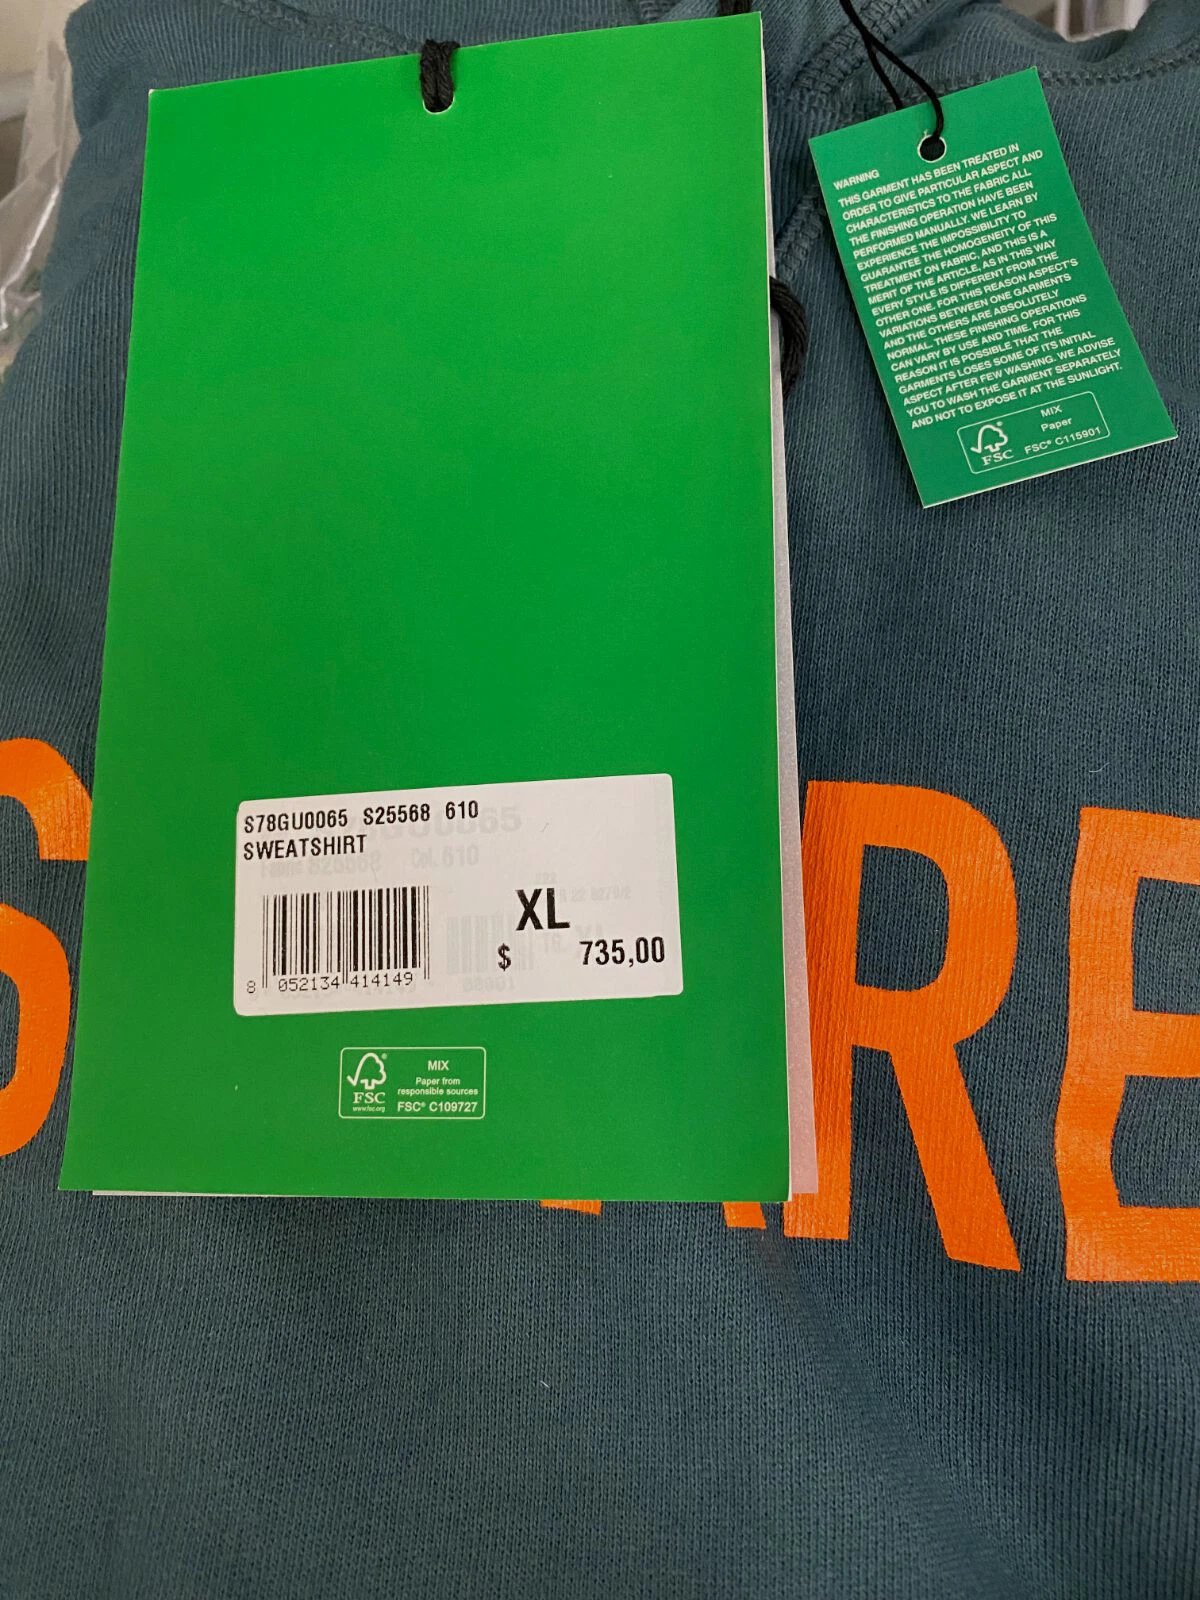 WARNING
THIS GARMENT HAS BEEN TREATED IN
ORDER TO GIVE PARTICULAR ASPECT AND
CHARACTERISTICS TO THE FABRIC ALL
THE FINISHING OPERATION HAVE BEEN
PERFORMED MANUALLY. WE LEARN BY
EXPERIENCE THE IMPOSSIBILITY TO
GUARANTEE THE HOMOGENEITY OF THIS
TREATMENT ON FABRIC, AND THIS IS A
MERIT OF THE ARTICLE, AS IN THIS WAY
EVERY STYLE IS DIFFERENT FROM THE
OTHER ONE. FOR THIS REASON ASPECT'S
VARIATIONS BETWEEN ONE GARMENTS
AND THE OTHERS ARE ABSOLUTELY
NORMAL. THESE FINISHING OPERATIONS
CAN VARY BY USE AND TIME. FOR THIS
REASON IT IS POSSIBLE THAT THE
GARMENTS LOSES SOME OF ITS INITIAL
ASPECT AFTER FEW WASHING. WE ADVISE
YOU TO WASH THE GARMENT SEPARATELY
AND NOT TO EXPOSE IT AT THE SUNLIGHT.
FSC
MIX
Paper
FSC® C115901
S78GU0065 S25568 610
SWEATSHIRT
XL
$ 735,00
8 052134 414149
FSC
www.fsc.org
MIX
Paper from
responsible sources
FSC® C109727
RE